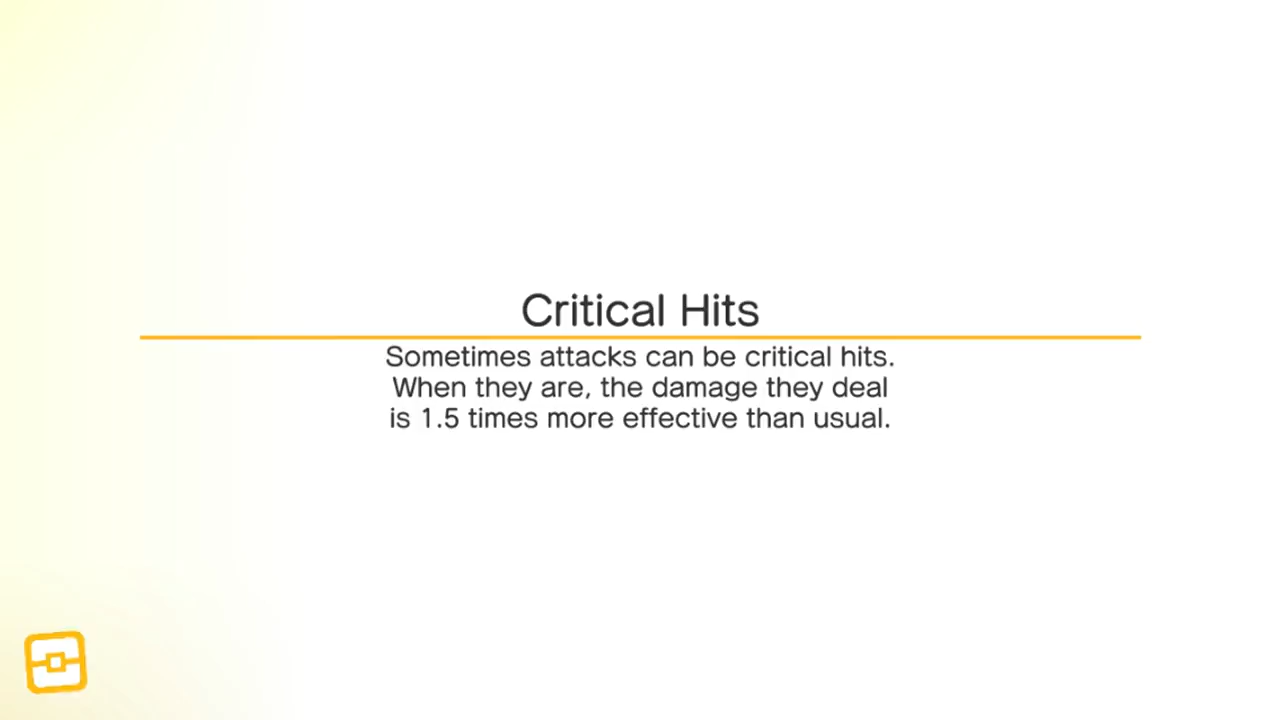 Critical Hits
Sometimes attacks can be critical hits.
When they are, the damage they deal
is 1.5 times more effective than usual.